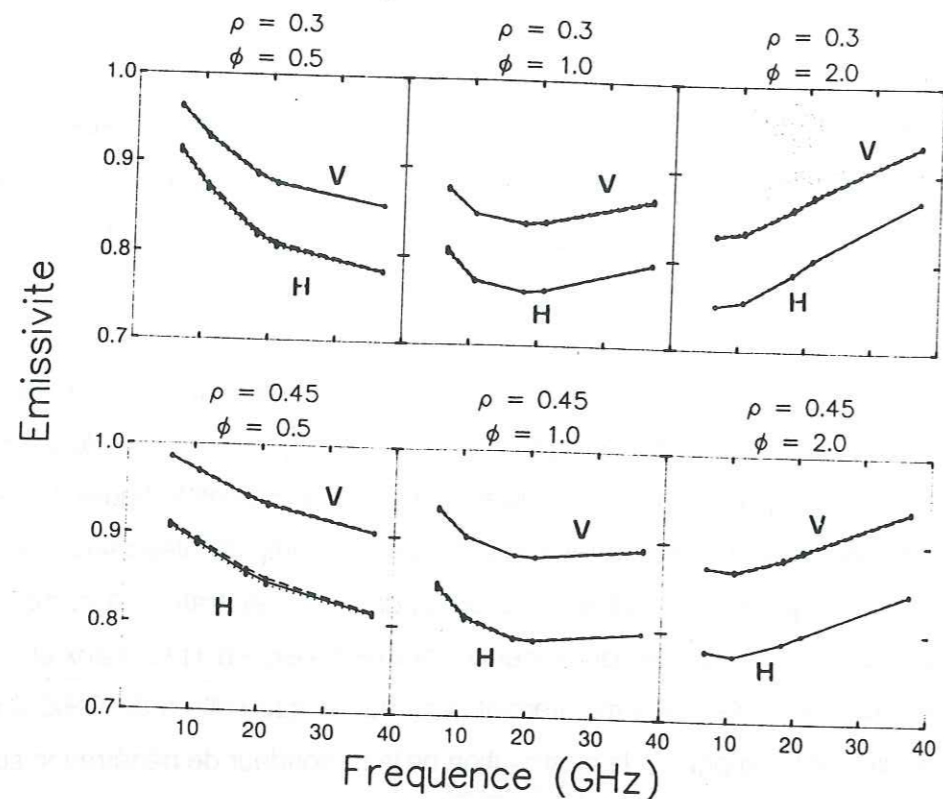 ρ = 0.3
φ = 0.5
ρ = 0.3
φ = 1.0
ρ = 0.3
φ = 2.0
1.0
0.9
0.8
0.7
V
H
V
H
V
H
Emissivite
ρ = 0.45
φ = 0.5
ρ = 0.45
φ = 1.0
ρ = 0.45
φ = 2.0
1.0
0.9
0.8
0.7
V
H
V
H
V
H
10 20 30 40 10 20 30 40 10 20 30 40
Frequence (GHz)